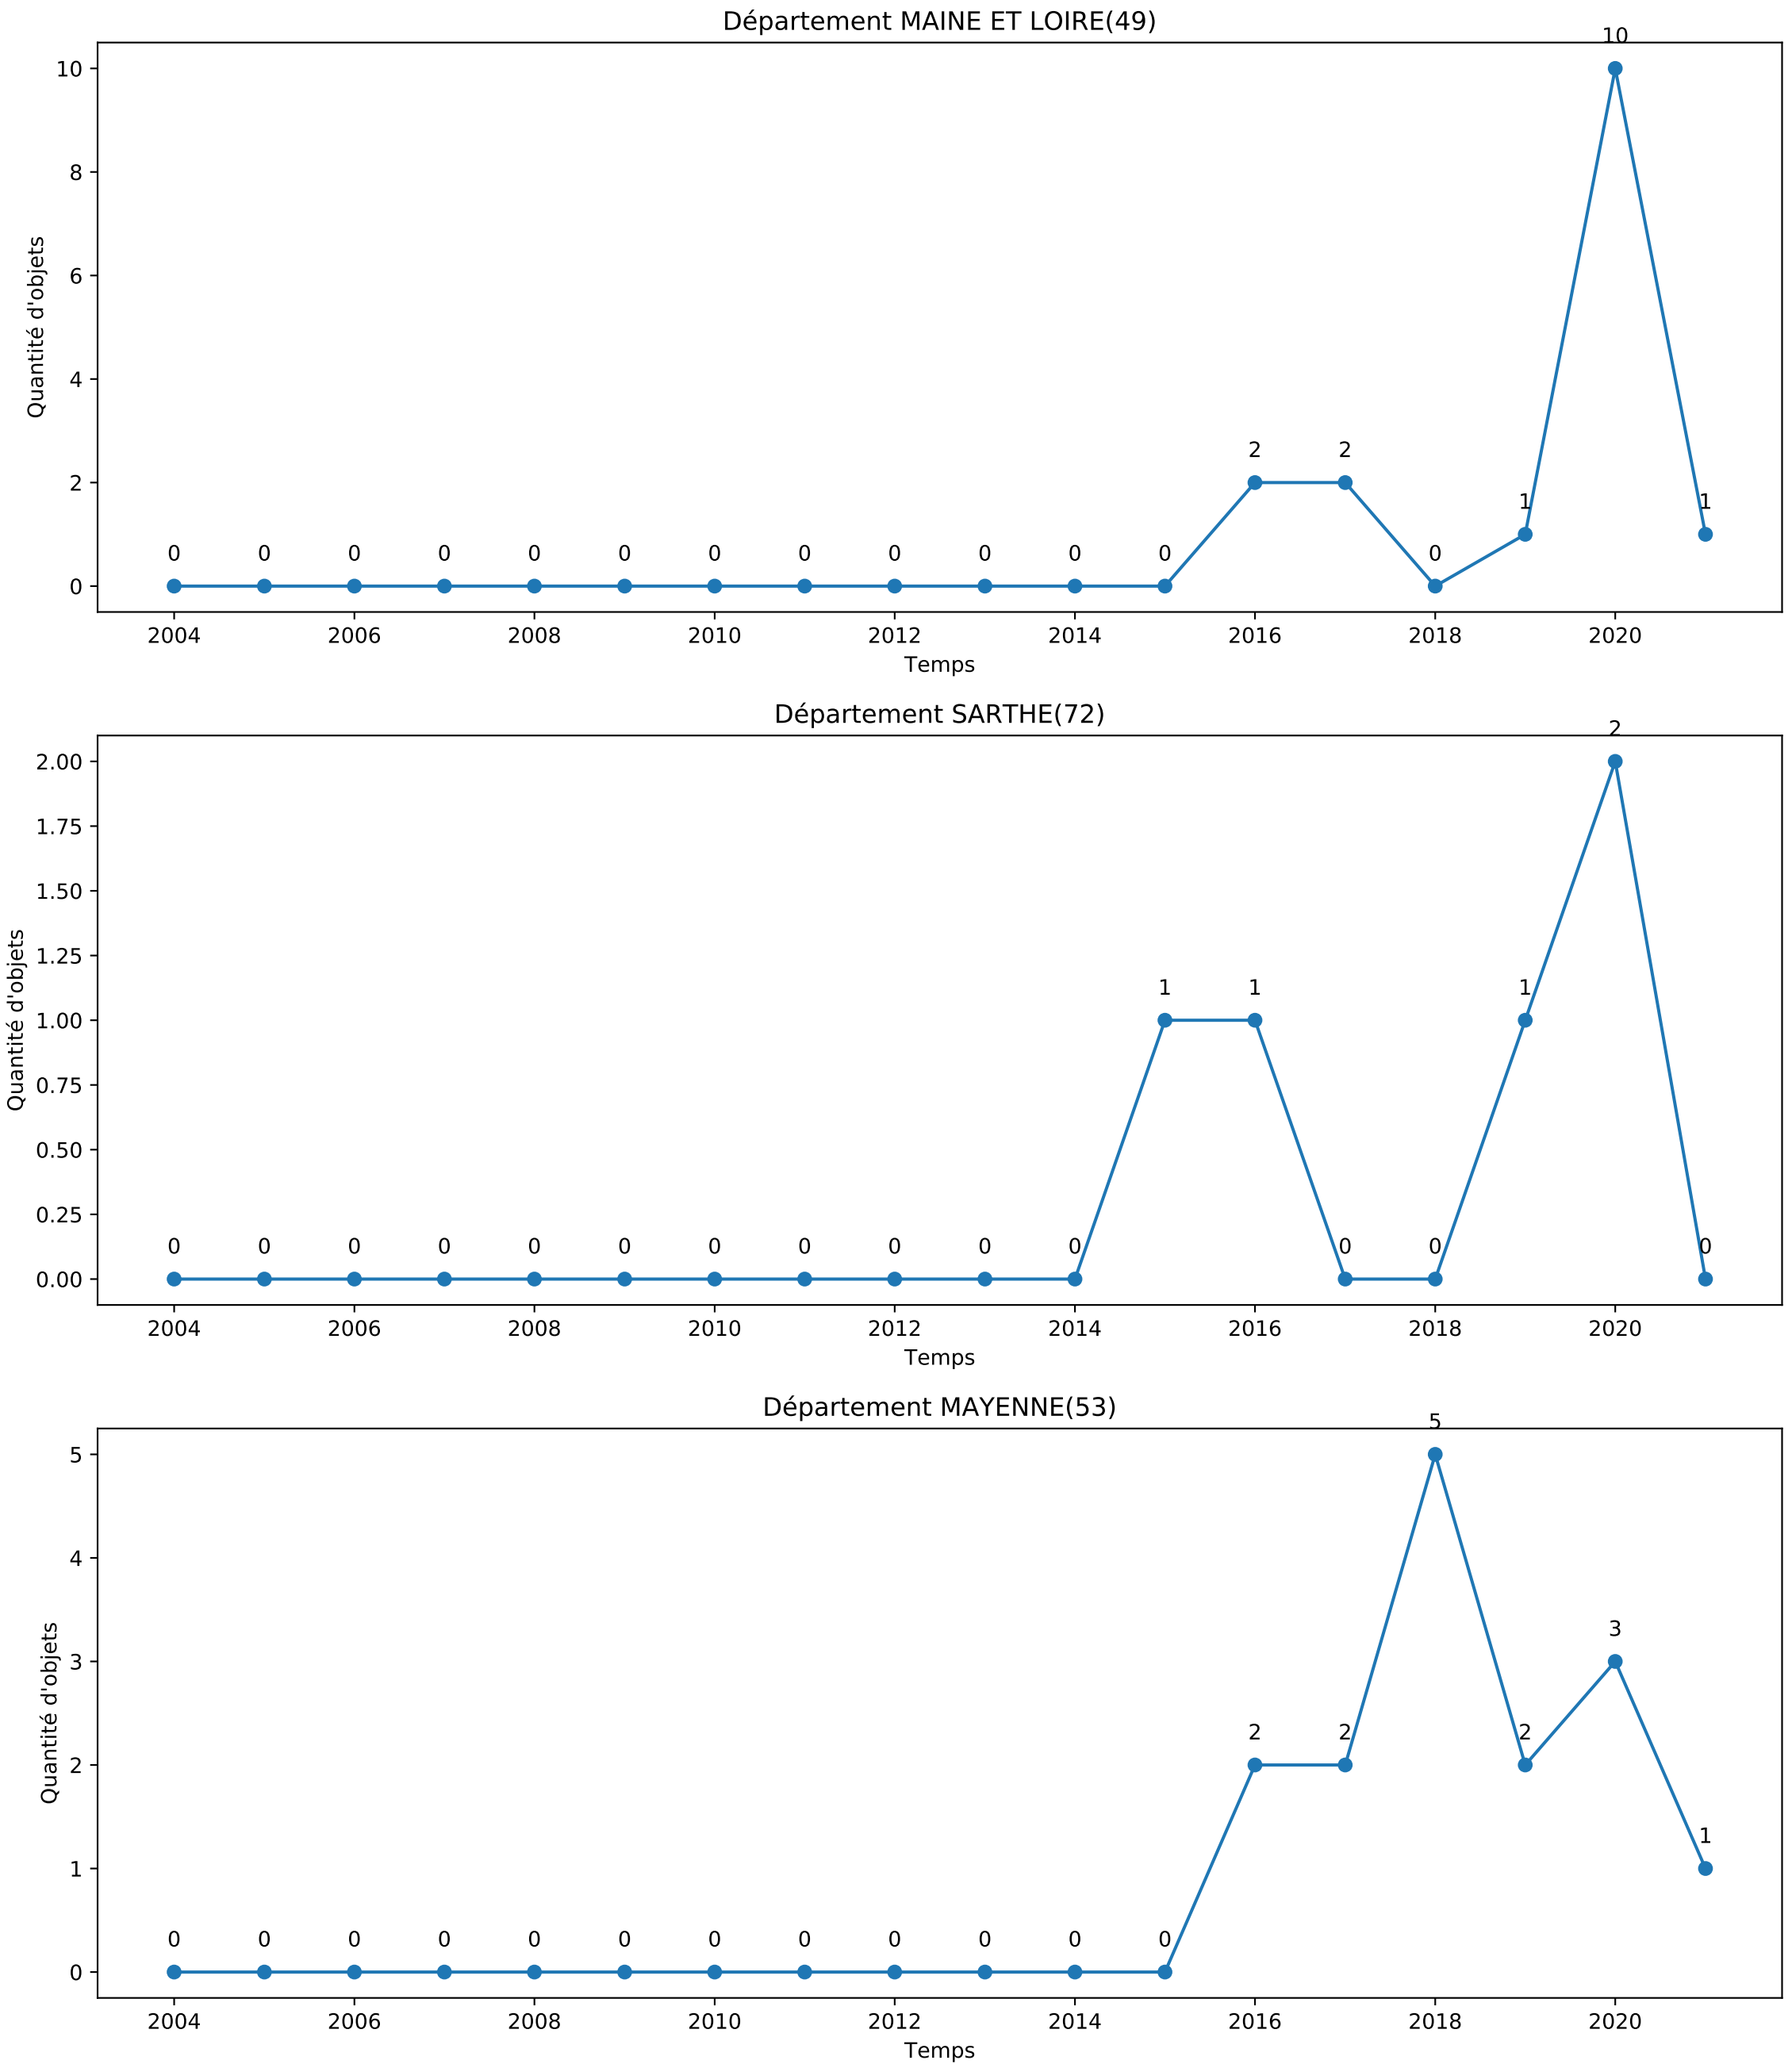 Département MAINE ET LOIRE(49)
10
10
8
6
4
2
0
Quantité d'objets
0 0 0 0 0 0 0 0 0 0 0 0 2 2 0 1 1
2004 2006 2008 2010 2012 2014 2016 2018 2020
Temps
Département SARTHE(72)
2
2.00
1.75
1.50
1.25
1.00
0.75
0.50
0.25
0.00
Quantité d'objets
0 0 0 0 0 0 0 0 0 0 0 1 1 0 0 1 0
2004 2006 2008 2010 2012 2014 2016 2018 2020
Temps
Département MAYENNE(53)
5
5
4
3
2
1
0
Quantité d'objets
0 0 0 0 0 0 0 0 0 0 0 0 2 2 2 3 1
2004 2006 2008 2010 2012 2014 2016 2018 2020
Temps